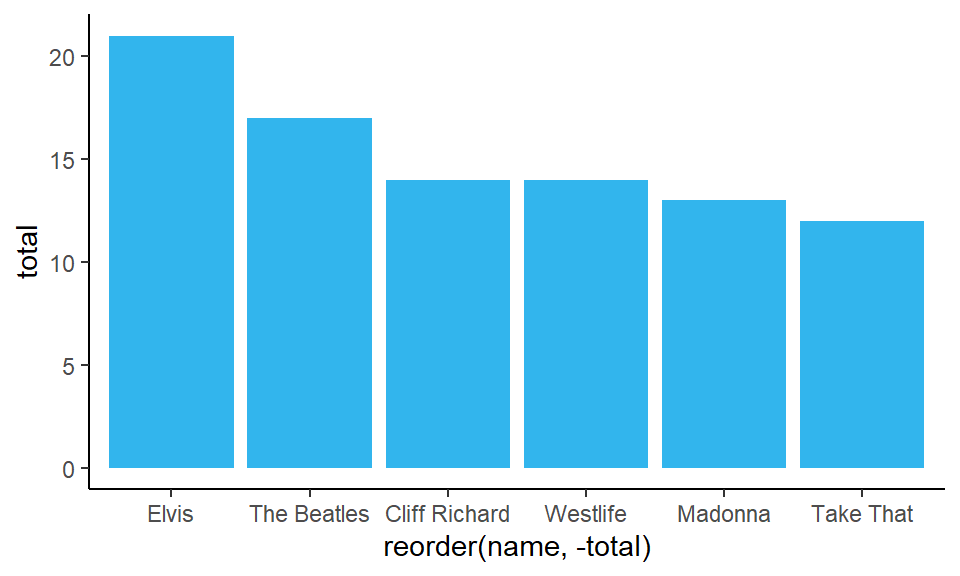 total
20
15
10
5
0
Elvis The Beatles Cliff Richard Westlife Madonna Take That
reorder(name, -total)